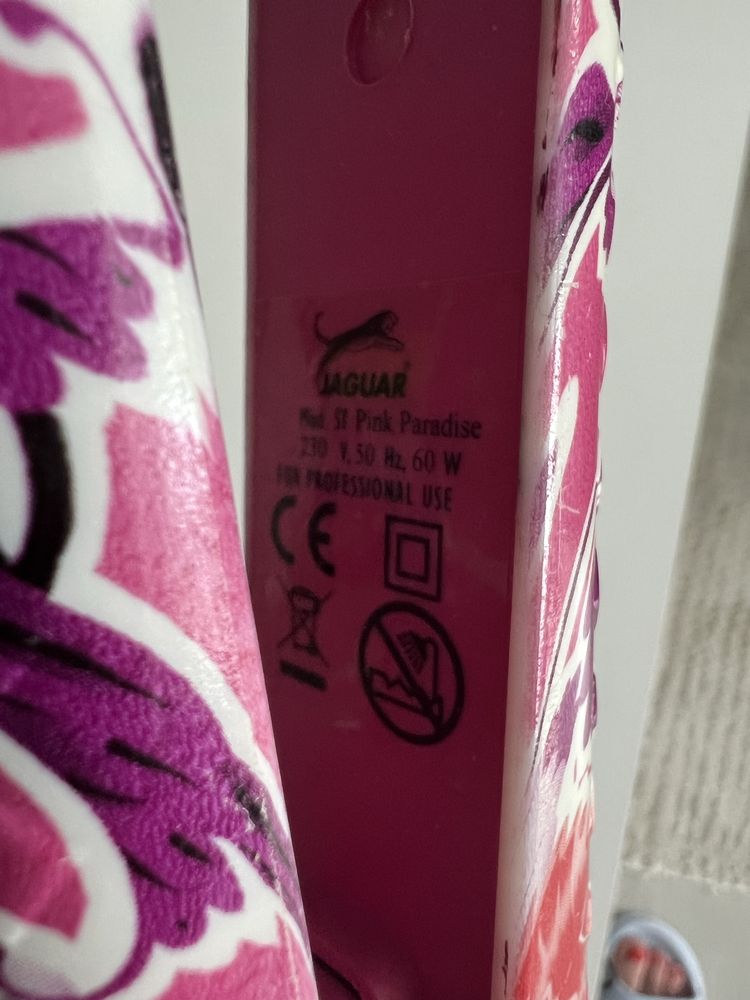 JAGUAR
Mod. ST Pink Paradise
230 V, 50 Hz, 60 W
FOR PROFESSIONAL USE
CE